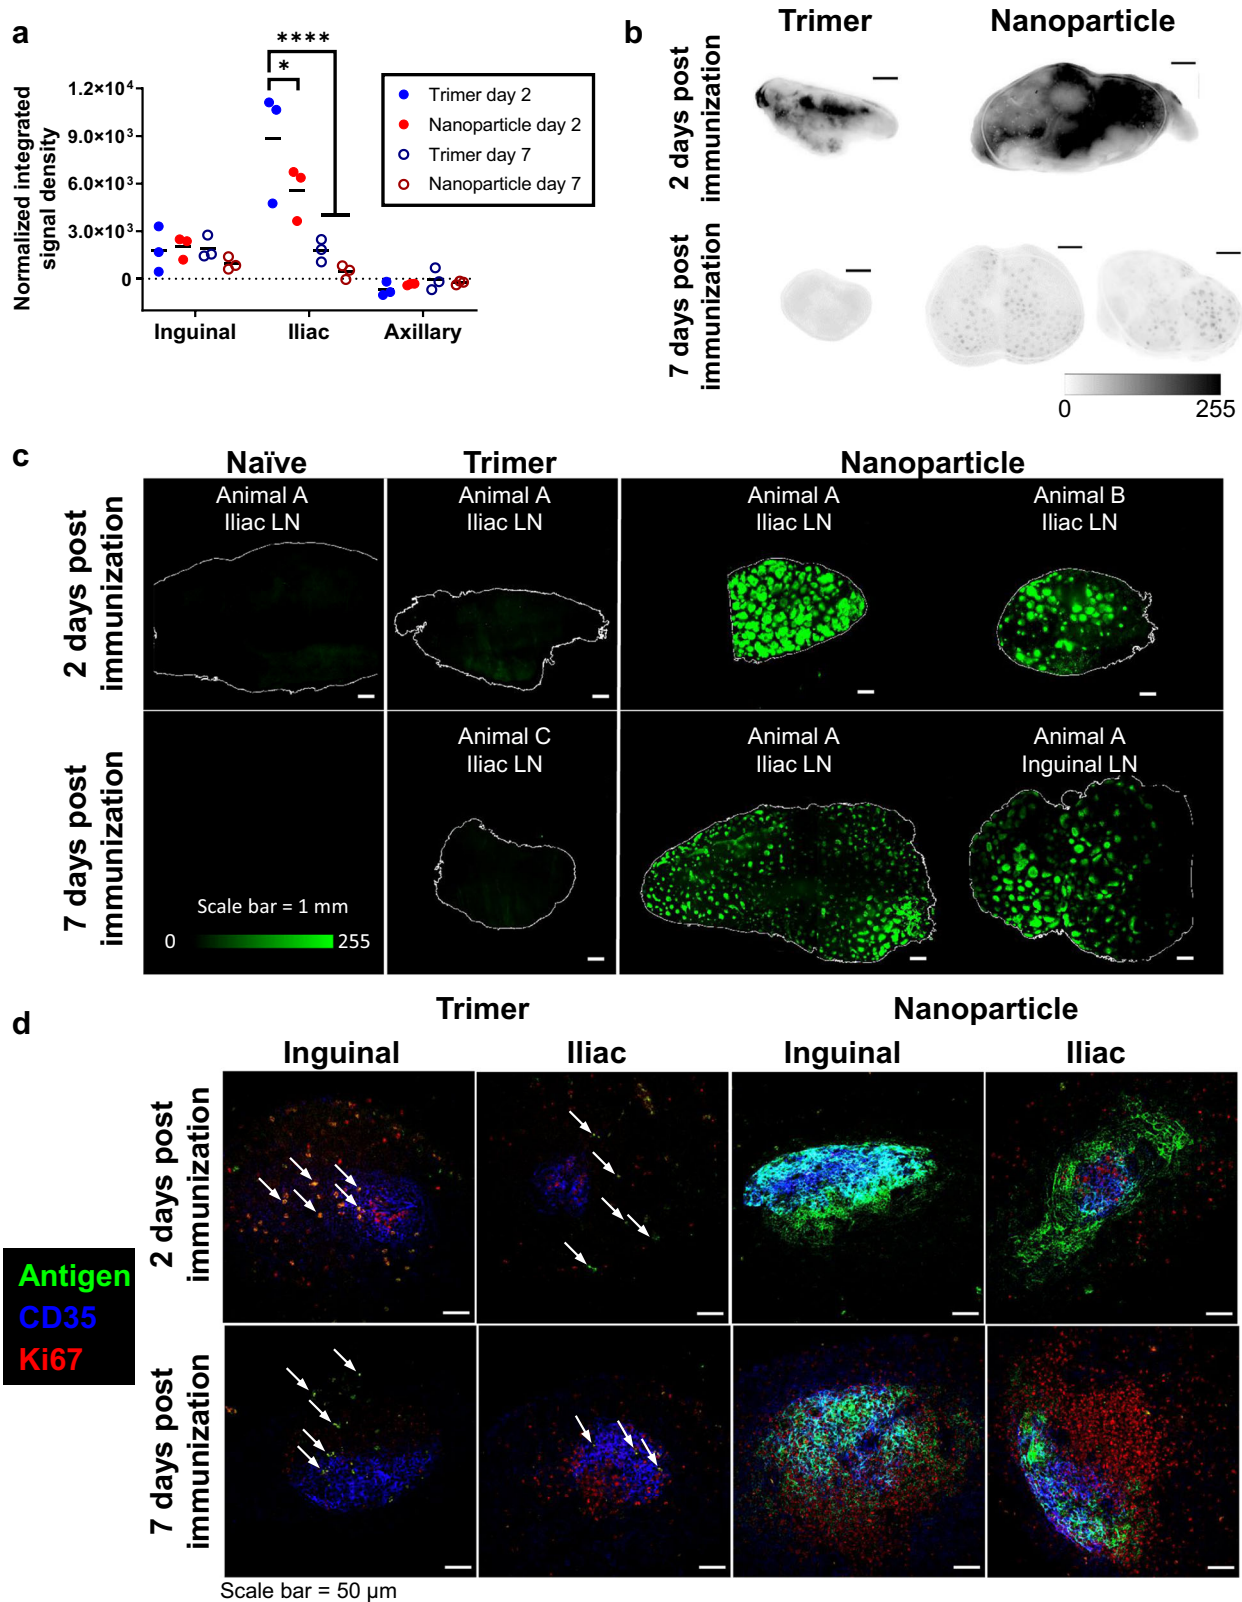 a
Normalized integrated
signal density
1.2×10⁴
9.0×10³
6.0×10³
3.0×10³
0
****
*
Inguinal
Iliac
Axillary
Trimer day 2
Nanoparticle day 2
Trimer day 7
Nanoparticle day 7
b
Trimer
Nanoparticle
2 days post
immunization
7 days post
immunization
0
255
c
Naïve
Trimer
Nanoparticle
2 days post
immunization
Animal A
Iliac LN
Animal A
Iliac LN
Animal A
Iliac LN
Animal B
Iliac LN
7 days post
immunization
Scale bar = 1 mm
0
255
Animal C
Iliac LN
Animal A
Iliac LN
Animal A
Inguinal LN
d
Trimer
Nanoparticle
Inguinal
Iliac
Inguinal
Iliac
2 days post
immunization
7 days post
immunization
Antigen
CD35
Ki67
Scale bar = 50 µm